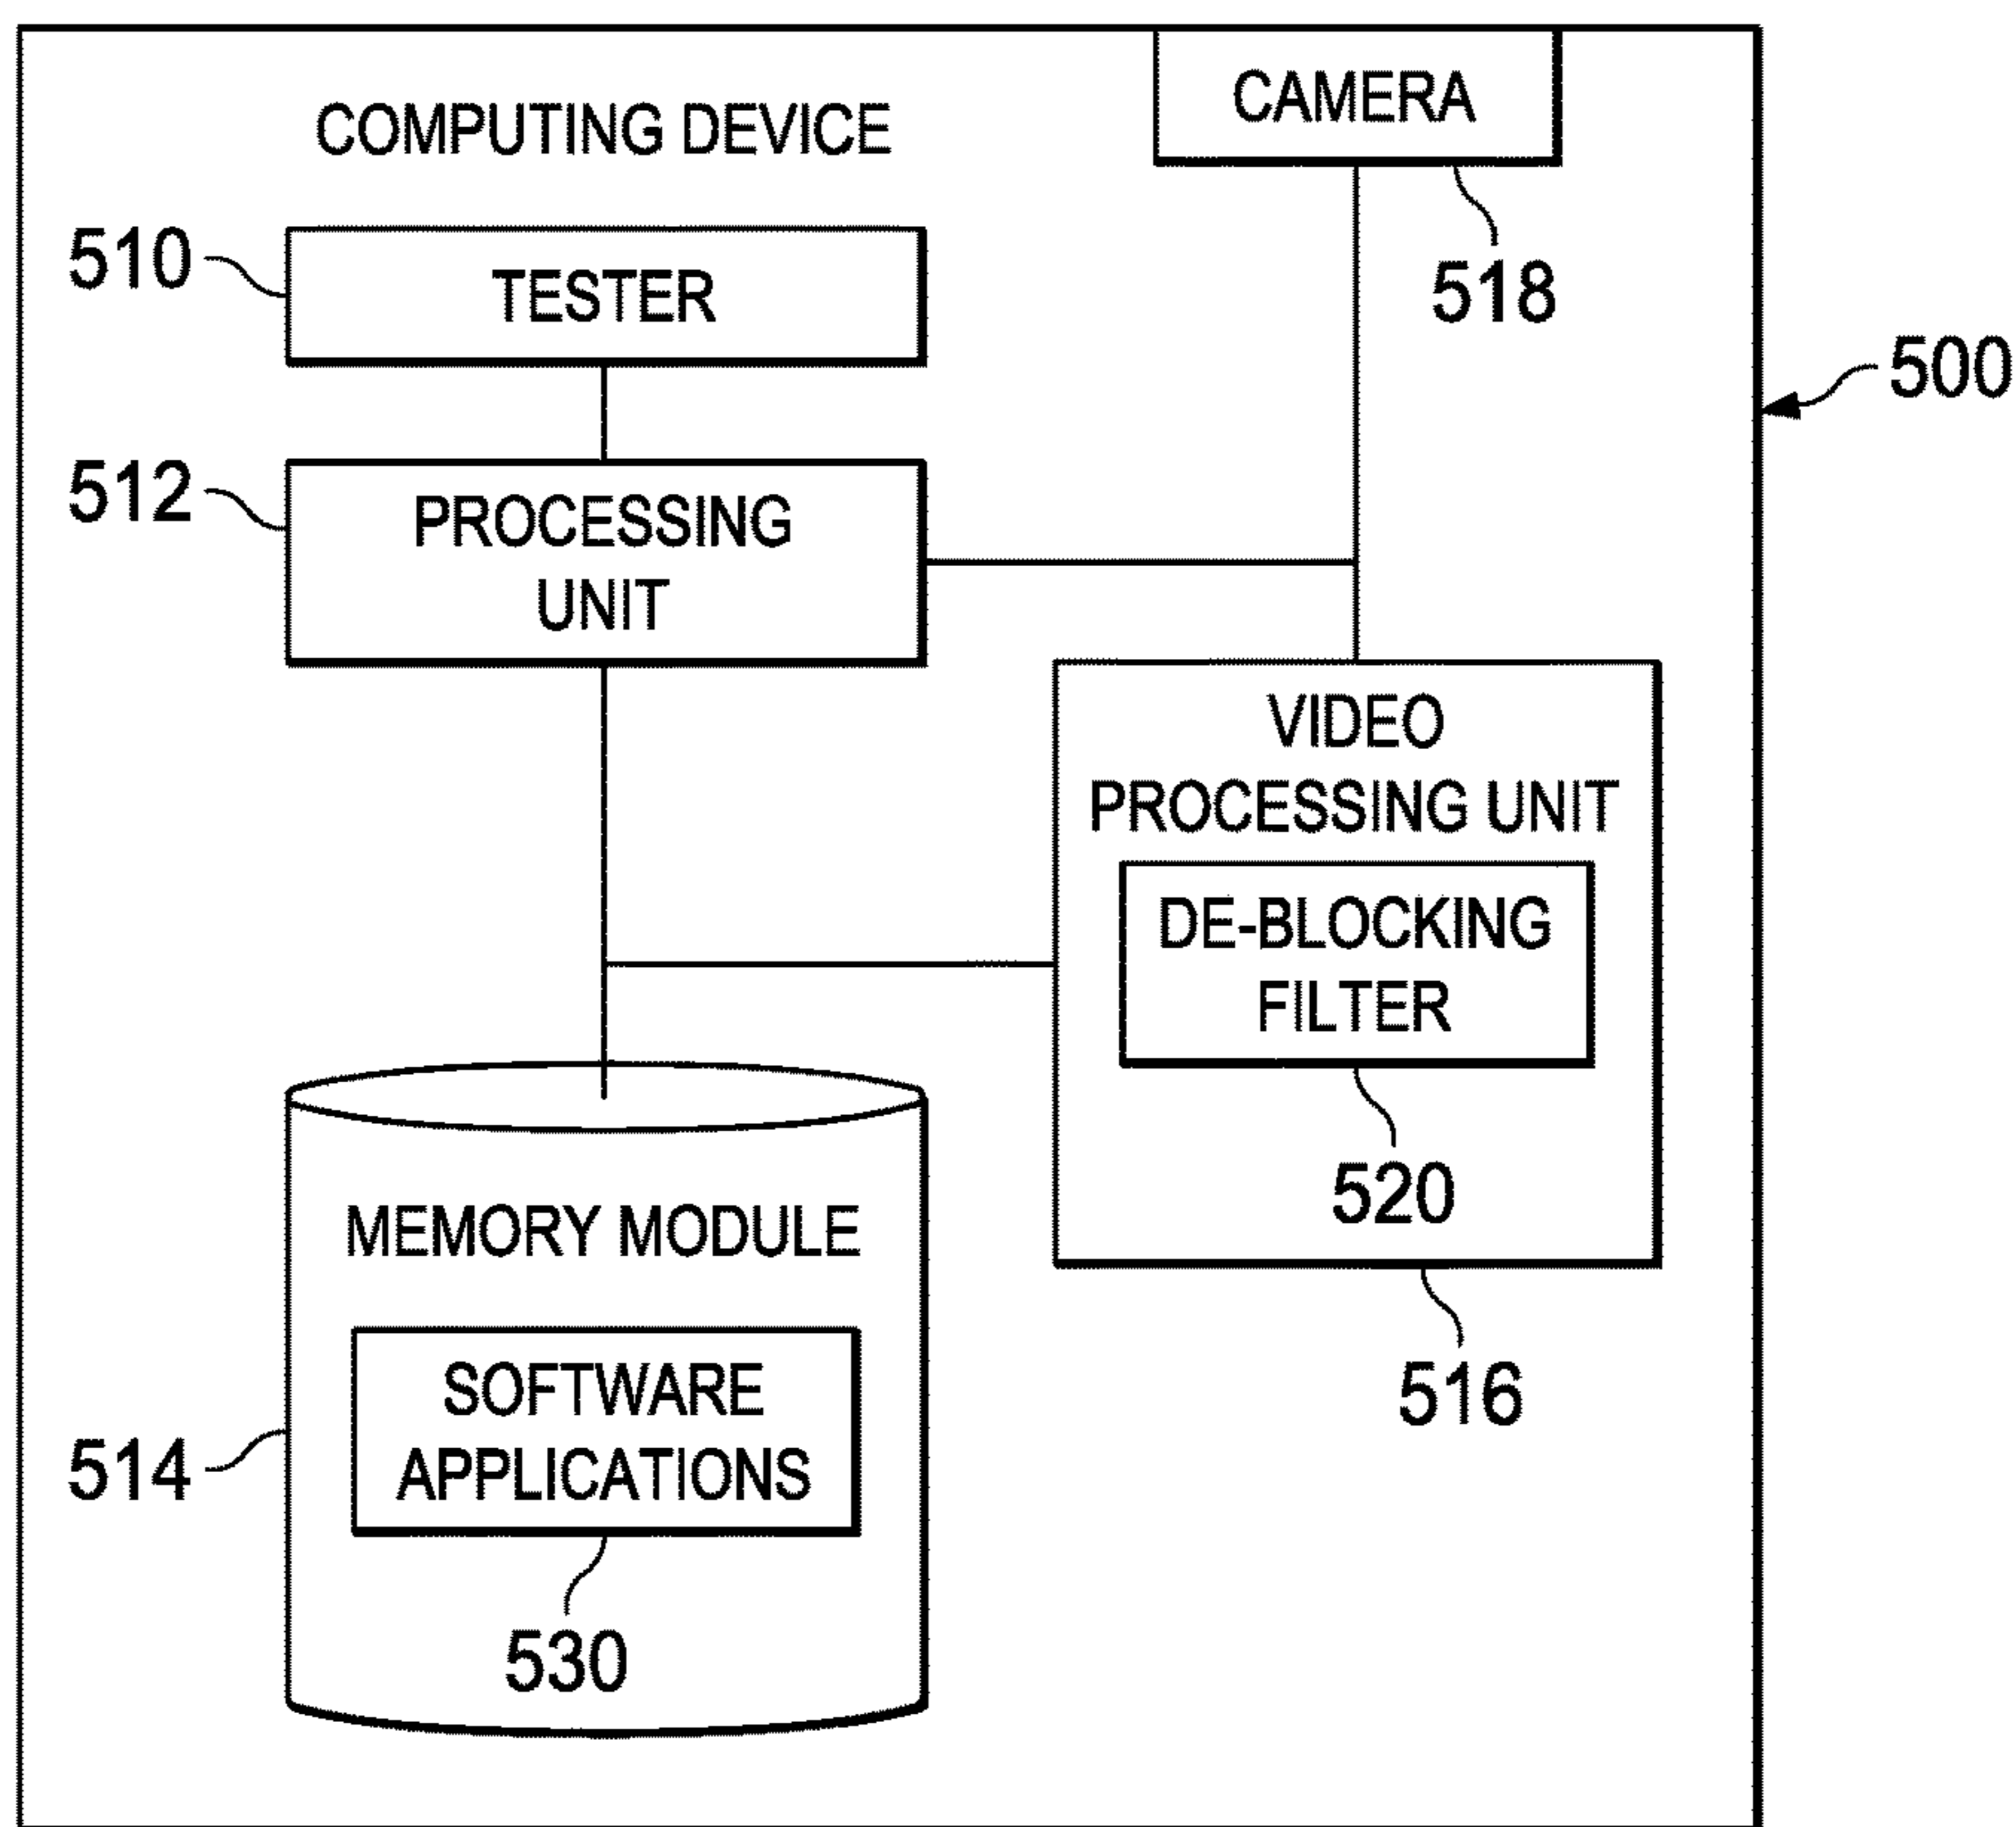 COMPUTING DEVICE
CAMERA
518
500
510
TESTER
512
PROCESSING
UNIT
VIDEO
PROCESSING UNIT
DE-BLOCKING
FILTER
520
516
MEMORY MODULE
SOFTWARE
APPLICATIONS
514
530